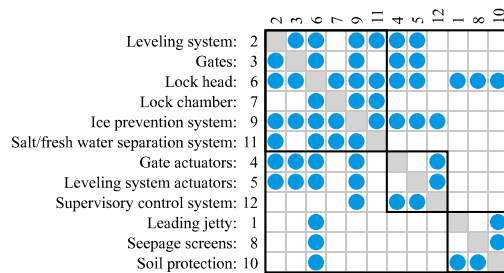 2 3 6 7 9 11 4 5 12 1 8 10
Leveling system: 2
Gates: 3
Lock head: 6
Lock chamber: 7
Ice prevention system: 9
Salt/fresh water separation system: 11
Gate actuators: 4
Leveling system actuators: 5
Supervisory control system: 12
Leading jetty: 1
Seepage screens: 8
Soil protection: 10